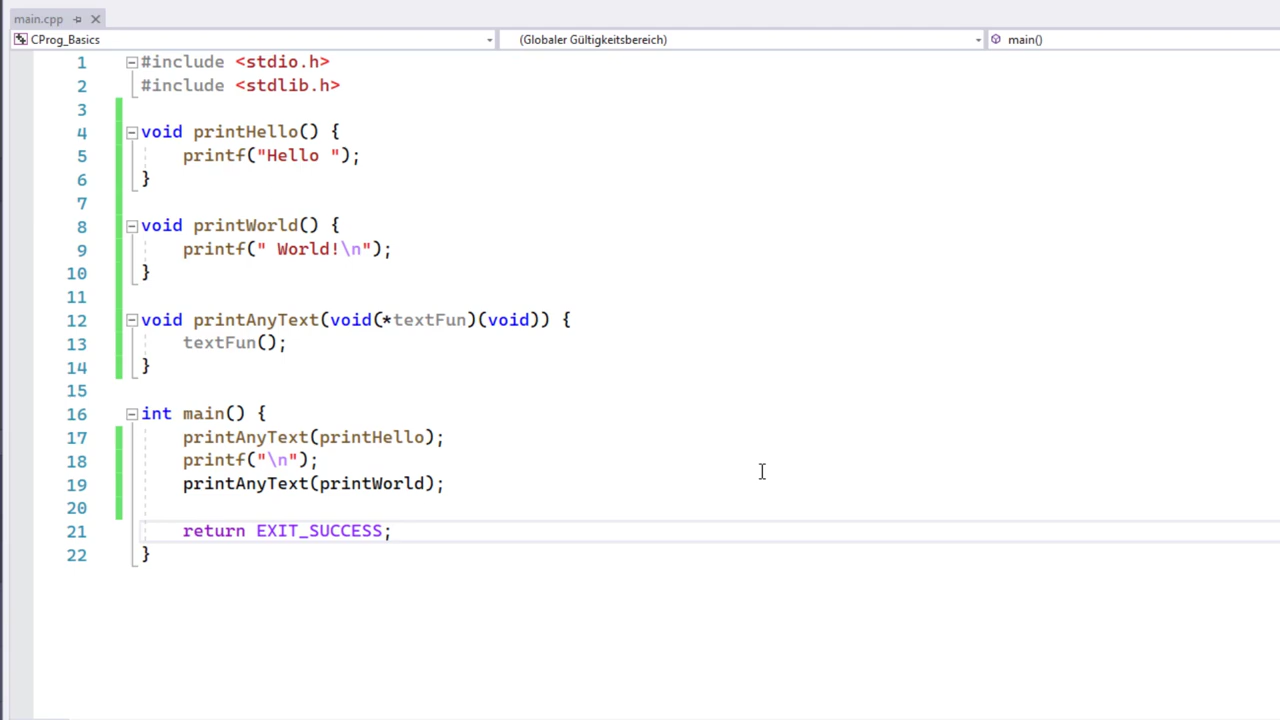 main.cpp
CProg_Basics (Globaler Gültigkeitsbereich) main()
1 #include <stdio.h>
2 #include <stdlib.h>
3
4 void printHello() {
5     printf("Hello ");
6 }
7
8 void printWorld() {
9     printf(" World!\n");
10 }
11
12 void printAnyText(void(*textFun)(void)) {
13     textFun();
14 }
15
16 int main() {
17     printAnyText(printHello);
18     printf("\n");
19     printAnyText(printWorld);
20
21     return EXIT_SUCCESS;
22 }